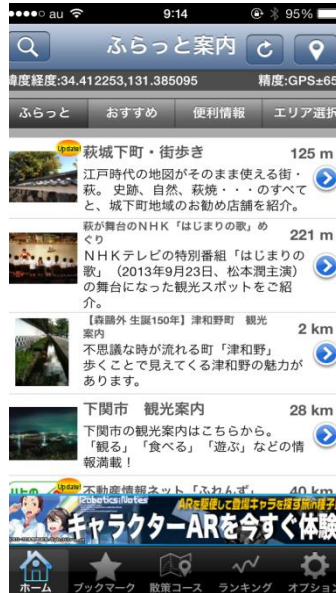 au 9:14 95%
ふらっと案内
緯度経度:34.412253,131.385095 精度:GPS±65
ふらっと おすすめ 便利情報 エリア選択
Update!
萩城下町・街歩き 125 m
江戸時代の地図がそのまま使える街・
萩。 史跡、自然、萩焼・・・のすべて
と、城下町地域のお勧め店舗を紹介。
萩が舞台のNHK「はじまりの歌」め
ぐり 221 m
NHKテレビの特別番組「はじまりの
歌」（2013年9月23日、松本潤主演）
の舞台になった観光スポットをご紹
介。
【森鷗外 生誕150年】津和野町 観光
案内 2 km
不思議な時が流れる町「津和野」
歩くことで見えてくる津和野の魅力が
あります。
下関市 観光案内 28 km
下関市の観光案内はこちらから。
「観る」「食べる」「遊ぶ」などの情
報満載！
Update!
不動産情報ネット「ふれんず」 40 km
Robotics;Notes
ARを駆使して登場キャラを探る旅の種子島
キャラクターARを今すぐ体験
ホーム ブックマーク 散策コース ランキング オプション